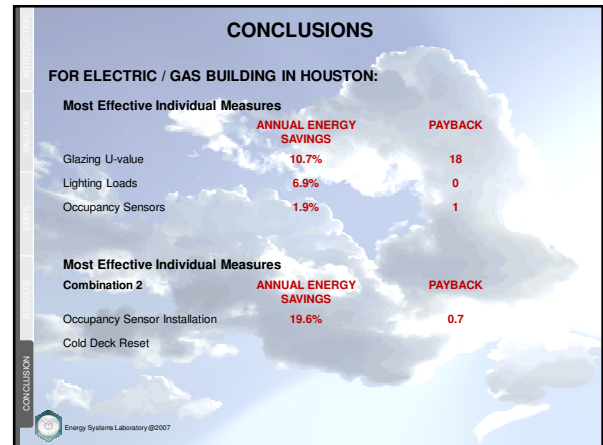 CONCLUSIONS
FOR ELECTRIC / GAS BUILDING IN HOUSTON:
Most Effective Individual Measures
ANNUAL ENERGY SAVINGS PAYBACK
Glazing U-value 10.7% 18
Lighting Loads 6.9% 0
Occupancy Sensors 1.9% 1
Most Effective Individual Measures
Combination 2 ANNUAL ENERGY SAVINGS PAYBACK
Occupancy Sensor Installation 19.6% 0.7
Cold Deck Reset
CONCLUSION
Energy Systems Laboratory @2007